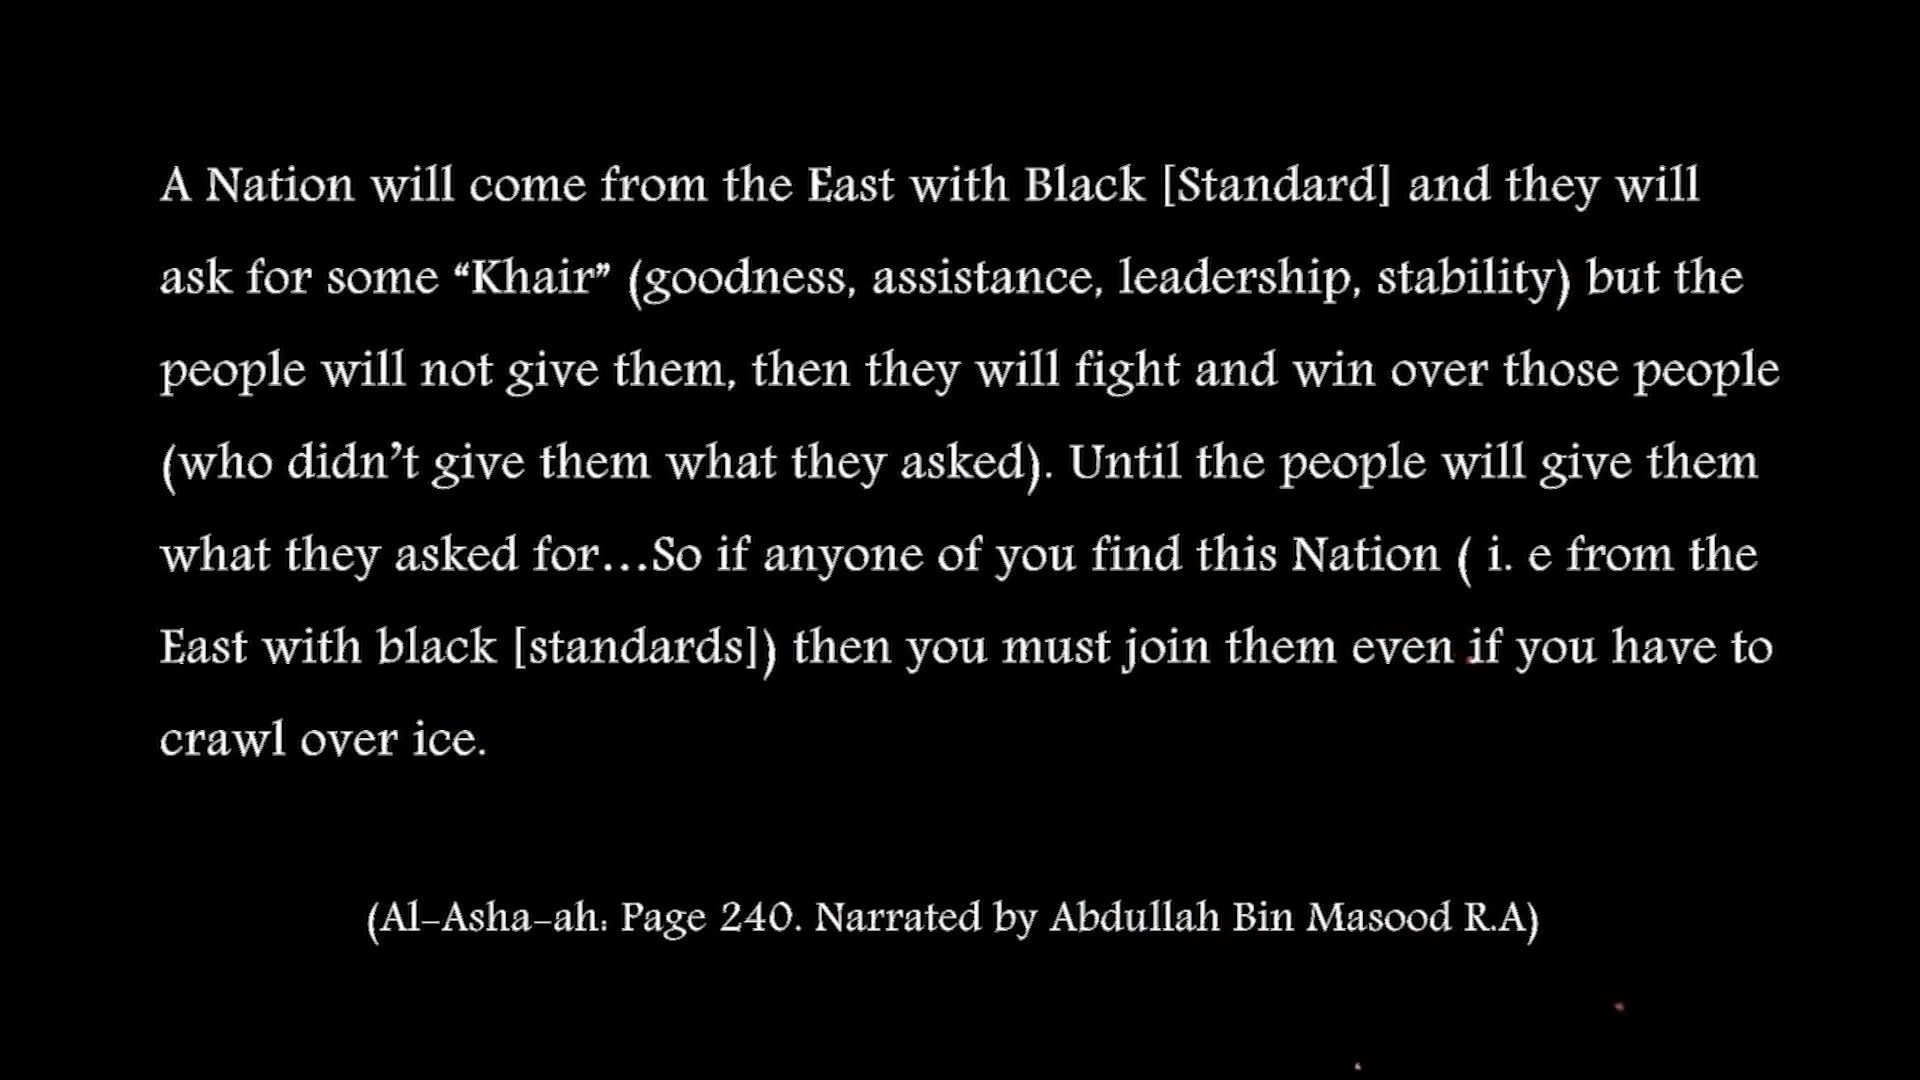 A Nation will come from the East with Black [Standard] and they will
ask for some “Khair” (goodness, assistance, leadership, stability) but the
people will not give them, then they will fight and win over those people
(who didn’t give them what they asked). Until the people will give them
what they asked for...So if anyone of you find this Nation ( i. e from the
East with black [standards]) then you must join them even if you have to
crawl over ice.
(Al-Asha-ah: Page 240. Narrated by Abdullah Bin Masood R.A)